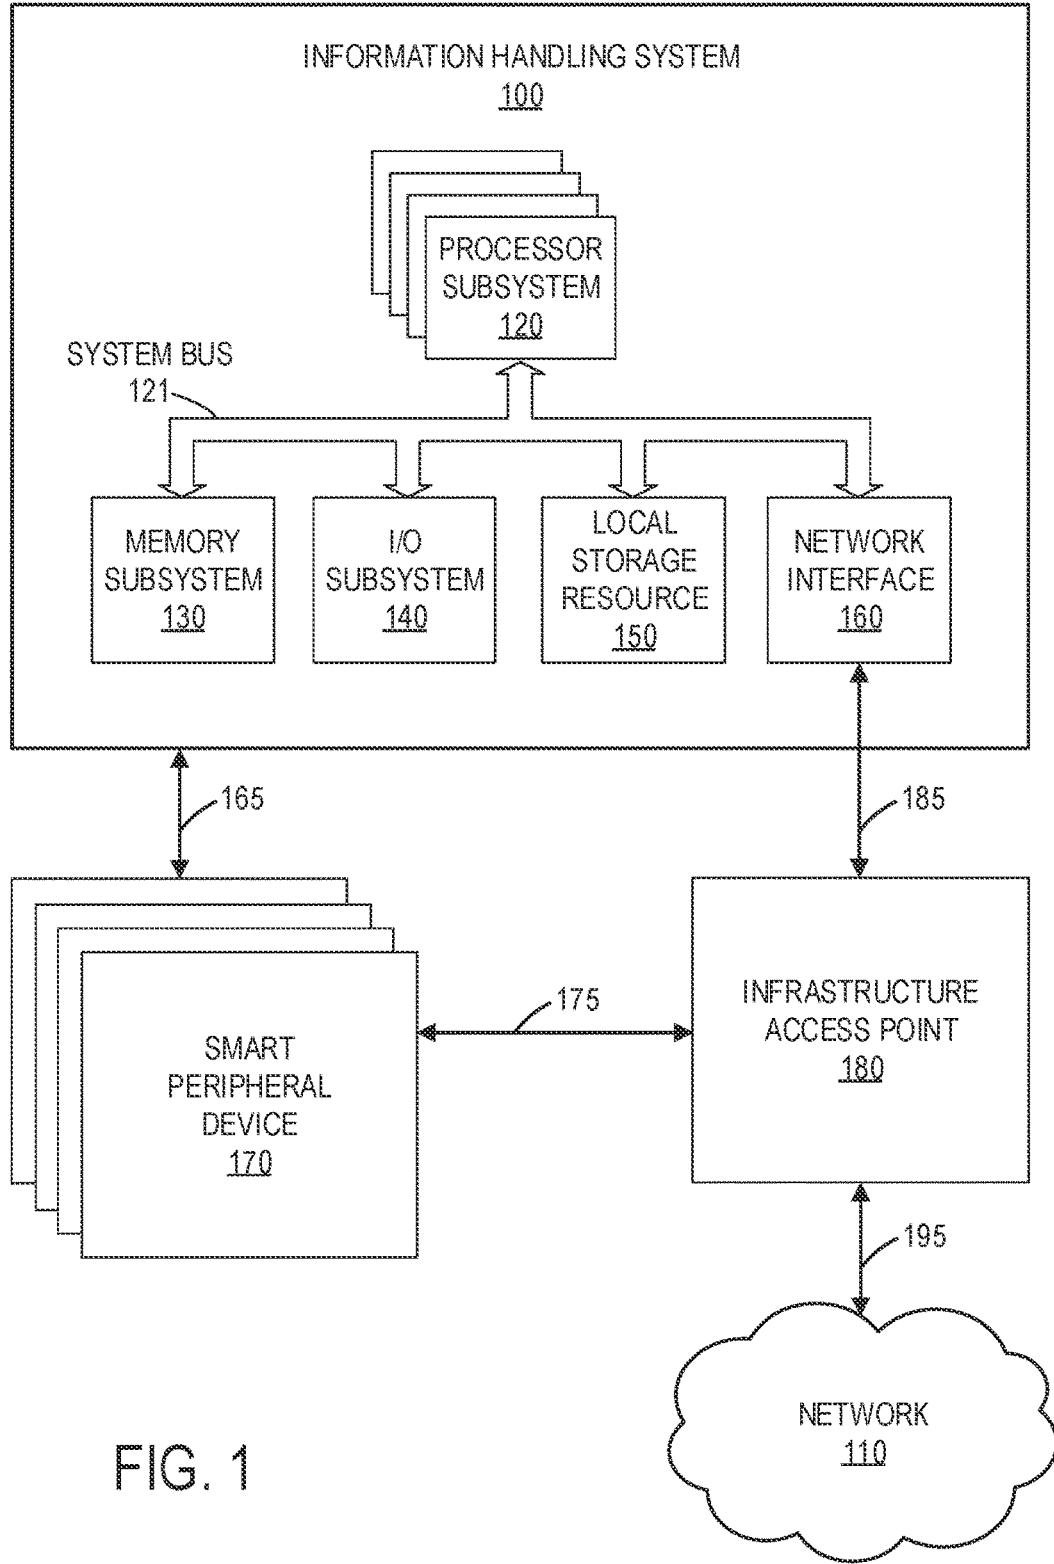 INFORMATION HANDLING SYSTEM
100
PROCESSOR
SUBSYSTEM
120
SYSTEM BUS
121
MEMORY
SUBSYSTEM
130
I/O
SUBSYSTEM
140
LOCAL
STORAGE
RESOURCE
150
NETWORK
INTERFACE
160
165
185
SMART
PERIPHERAL
DEVICE
170
175
INFRASTRUCTURE
ACCESS POINT
180
195
NETWORK
110
FIG. 1